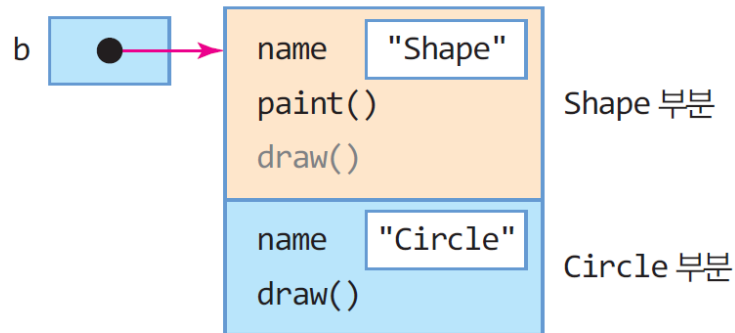 b
name "Shape"
paint()
draw()
Shape 부분
name "Circle"
draw()
Circle 부분